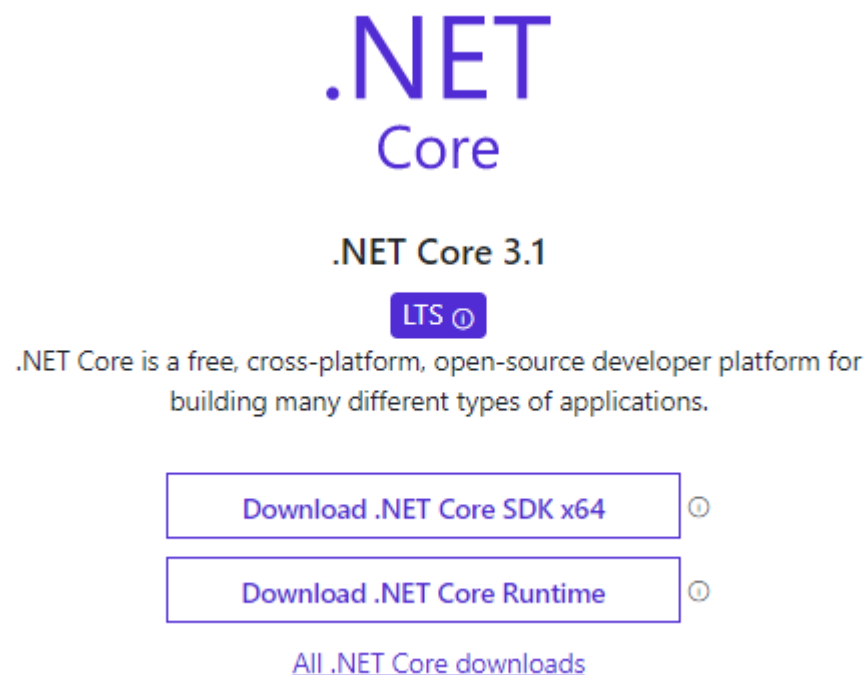 .NET
Core
.NET Core 3.1
LTS
.NET Core is a free, cross-platform, open-source developer platform for
building many different types of applications.
Download .NET Core SDK x64
Download .NET Core Runtime
All .NET Core downloads